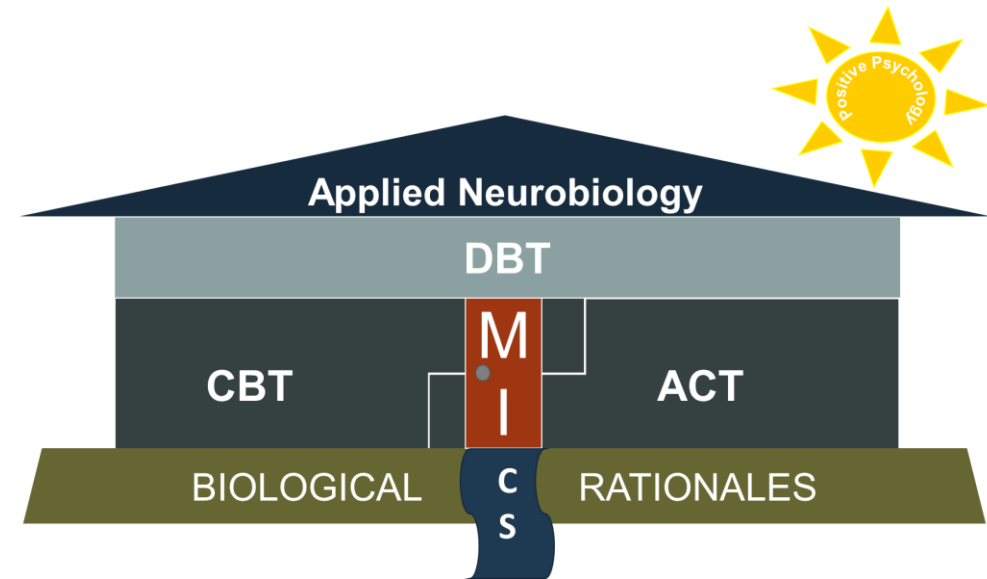 Positive Psychology
Applied Neurobiology
DBT
M
I
CBT
ACT
BIOLOGICAL
RATIONALES
C
S